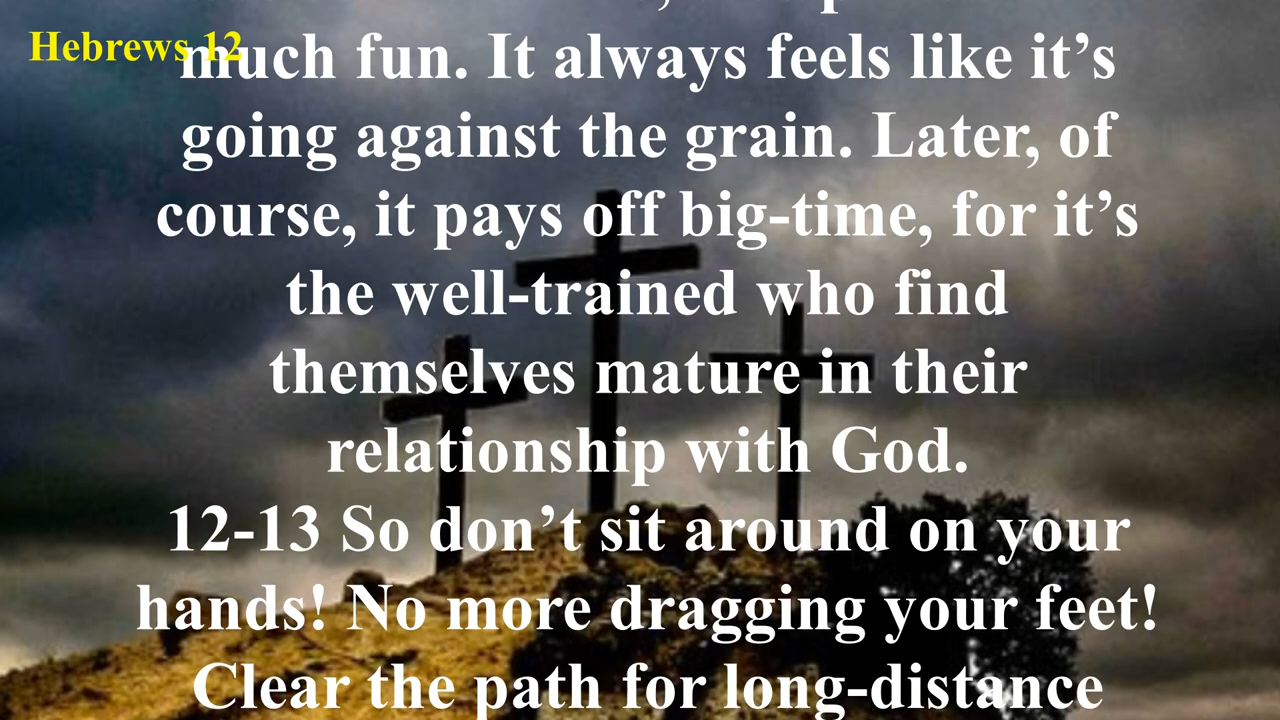 Hebrews 12
much fun. It always feels like it’s
going against the grain. Later, of
course, it pays off big-time, for it’s
the well-trained who find
themselves mature in their
relationship with God.
12-13 So don’t sit around on your
hands! No more dragging your feet!
Clear the path for long-distance